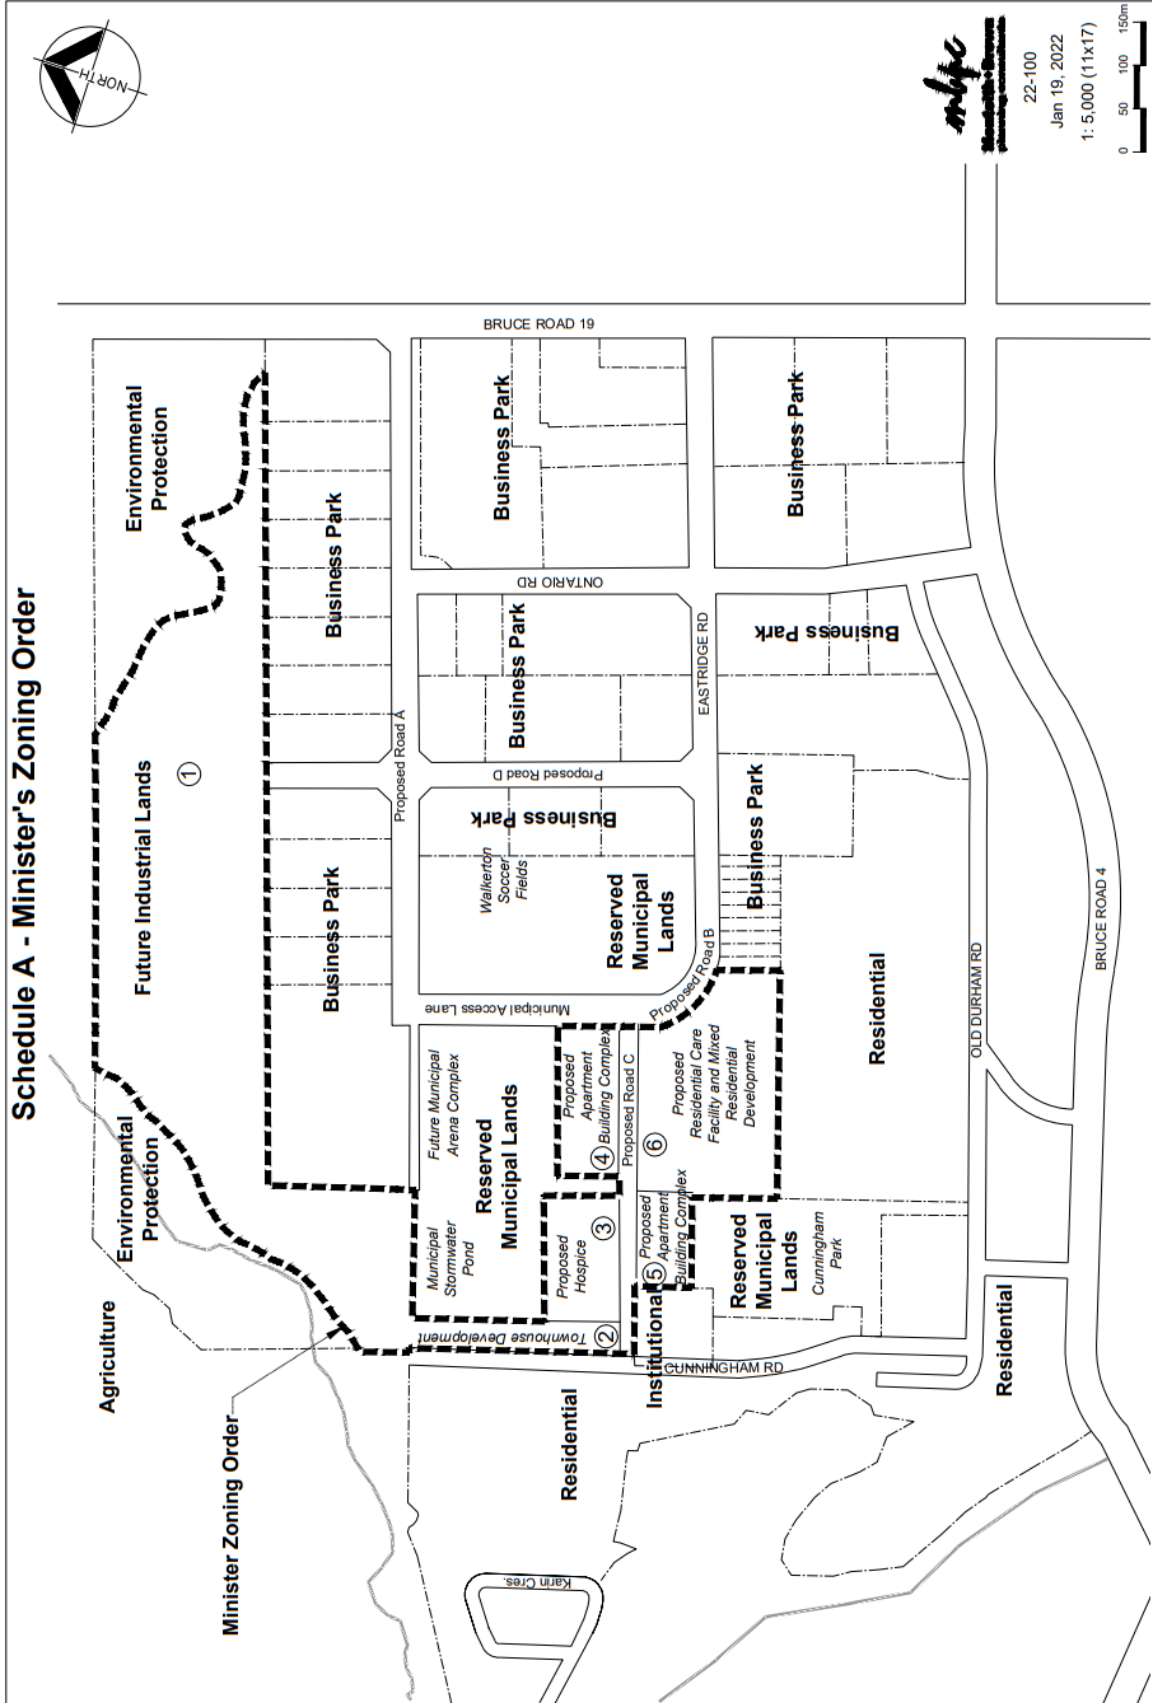 Schedule A - Minister's Zoning Order
NORTH
Agriculture
Environmental
Protection
Future Industrial Lands
1
Environmental
Protection
Minister Zoning Order
Business Park
Business Park
Proposed Road A
BRUCE ROAD 19
Residential
Karin Cres.
Townhouse Development
2
Municipal
Stormwater
Pond
Future Municipal
Arena Complex
Reserved
Municipal Lands
Municipal Access Lane
Walkerton
Soccer
Fields
Reserved
Municipal
Lands
Business Park
Proposed Road D
Business Park
ONTARIO RD
Business Park
Proposed
Hospice
3
Proposed
Apartment
Building Complex
4
Proposed Road C
Proposed Road B
EASTRIDGE RD
Institutional
5
Proposed
Apartment
Building Complex
6
Proposed
Residential Care
Facility and Mixed
Residential
Development
Business Park
Business Park
Business Park
CUNNINGHAM RD
Reserved
Municipal
Lands
Cunningham
Park
Residential
OLD DURHAM RD
Residential
BRUCE ROAD 4
mbpc
Monteith•Brown
planning consultants
22-100
Jan 19, 2022
1: 5,000 (11x17)
0 50 100 150m